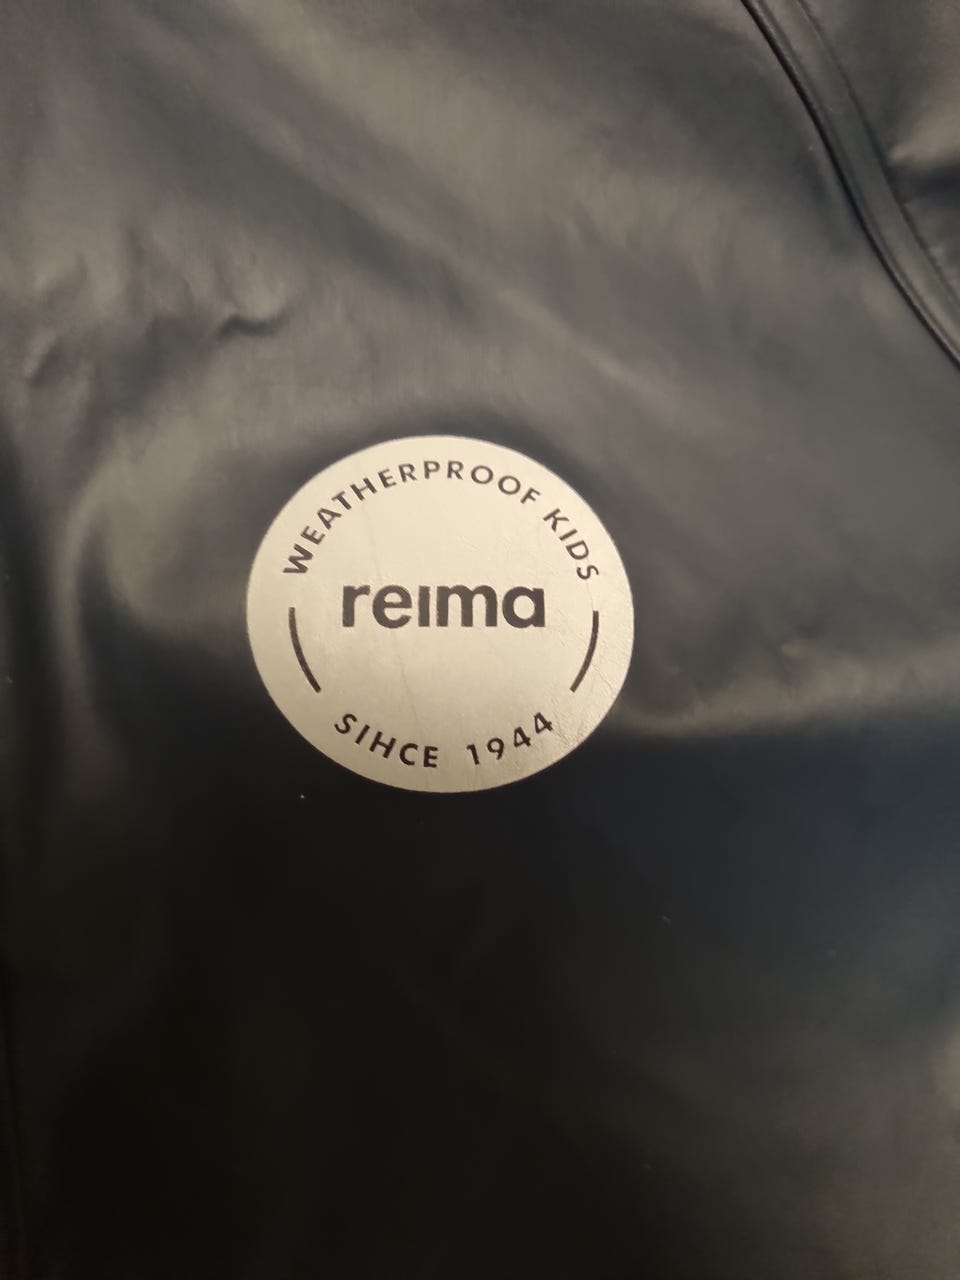 WEATHERPROOF KIDS
reima
SIHCE 1944